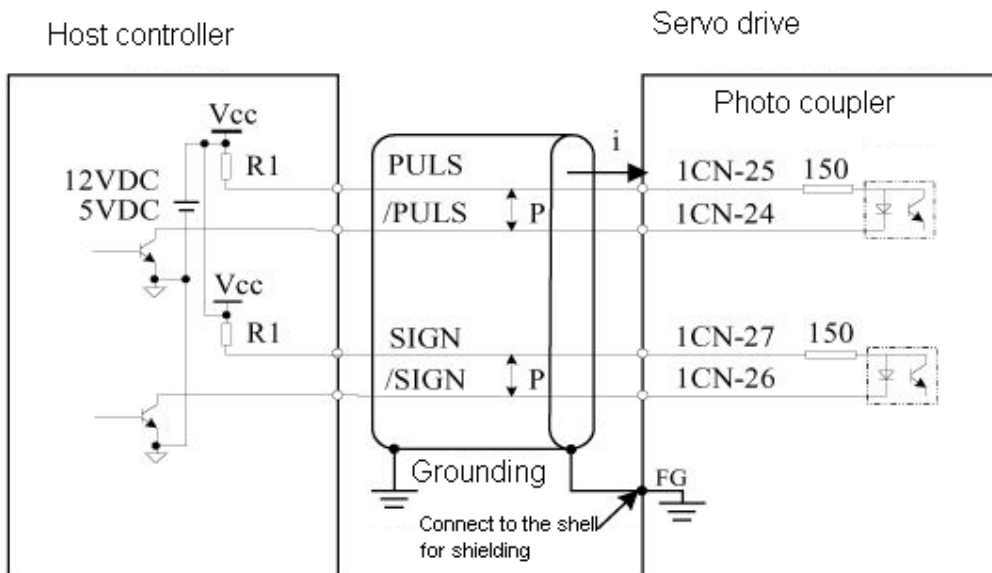 Host controller
Servo drive
Photo coupler
Vcc
R1
12VDC
5VDC
PULS
/PULS
P
i
1CN-25
150
1CN-24
Vcc
R1
SIGN
/SIGN
P
1CN-27
150
1CN-26
Grounding
FG
Connect to the shell
for shielding